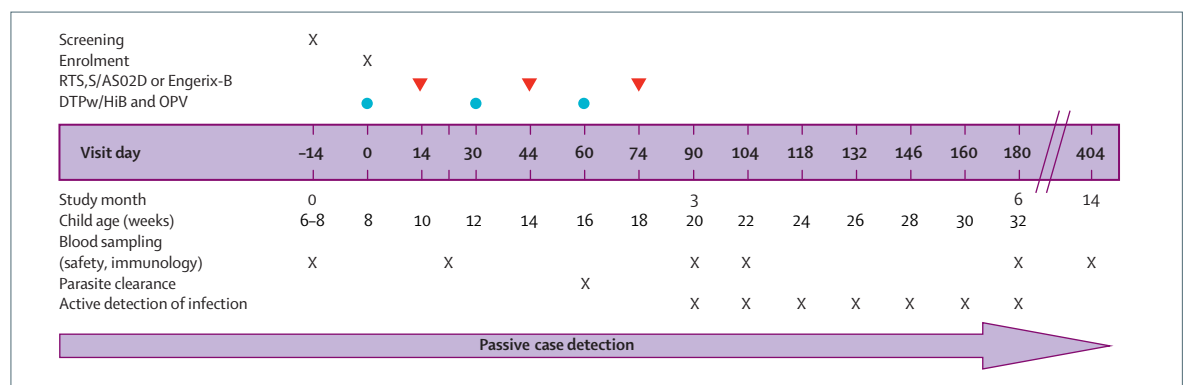 Screening X
Enrolment X
RTS,S/AS02D or Engerix-B
DTPw/HiB and OPV
Visit day –14 0 14 30 44 60 74 90 104 118 132 146 160 180 404
Study month 0 3 6 14
Child age (weeks) 6–8 8 10 12 14 16 18 20 22 24 26 28 30 32
Blood sampling
(safety, immunology) X X X X X X
Parasite clearance X
Active detection of infection X X X X X X X
Passive case detection